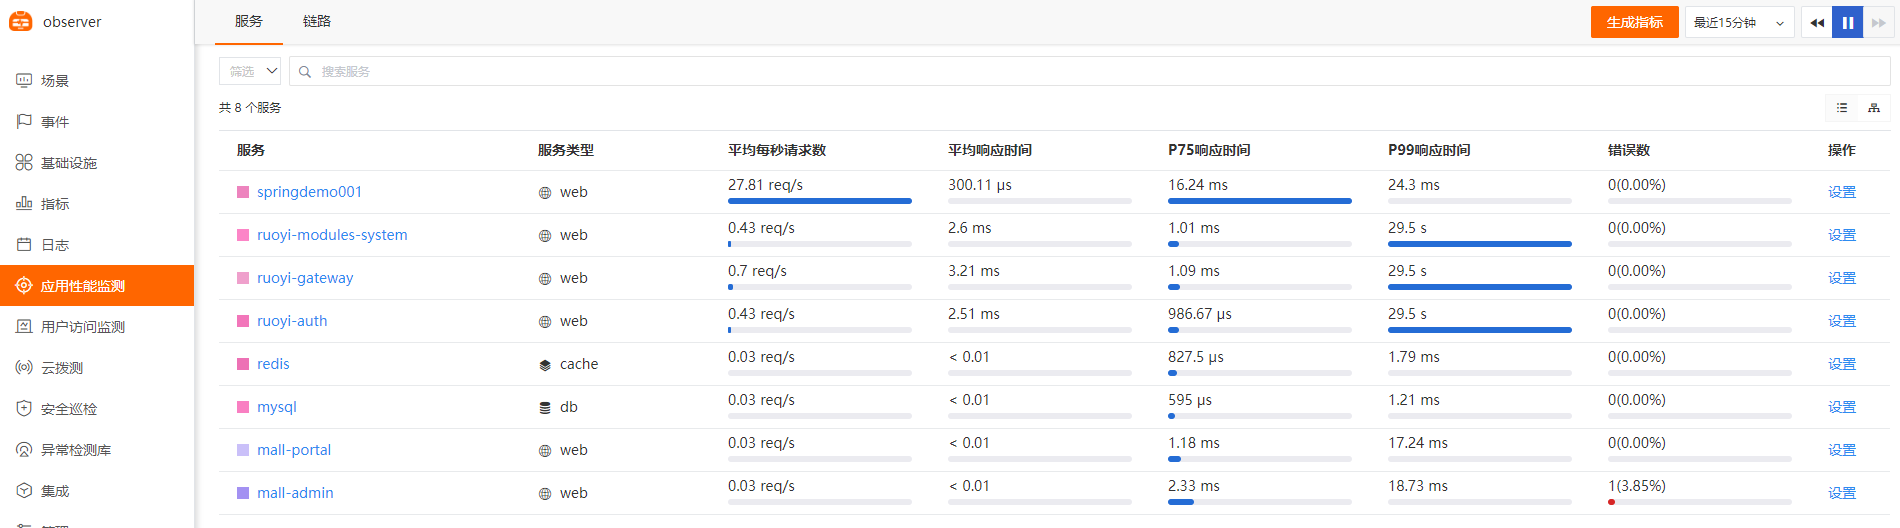 observer
服务 链路
生成指标 最近15分钟
场景
事件
基础设施
指标
日志
应用性能监测
用户访问监测
云拨测
安全巡检
异常检测库
集成
筛选 搜索服务
共 8 个服务
服务 服务类型 平均每秒请求数 平均响应时间 P75响应时间 P99响应时间 错误数 操作
springdemo001 web 27.81 req/s 300.11 µs 16.24 ms 24.3 ms 0(0.00%) 设置
ruoyi-modules-system web 0.43 req/s 2.6 ms 1.01 ms 29.5 s 0(0.00%) 设置
ruoyi-gateway web 0.7 req/s 3.21 ms 1.09 ms 29.5 s 0(0.00%) 设置
ruoyi-auth web 0.43 req/s 2.51 ms 986.67 µs 29.5 s 0(0.00%) 设置
redis cache 0.03 req/s < 0.01 827.5 µs 1.79 ms 0(0.00%) 设置
mysql db 0.03 req/s < 0.01 595 µs 1.21 ms 0(0.00%) 设置
mall-portal web 0.03 req/s < 0.01 1.18 ms 17.24 ms 0(0.00%) 设置
mall-admin web 0.03 req/s < 0.01 2.33 ms 18.73 ms 1(3.85%) 设置